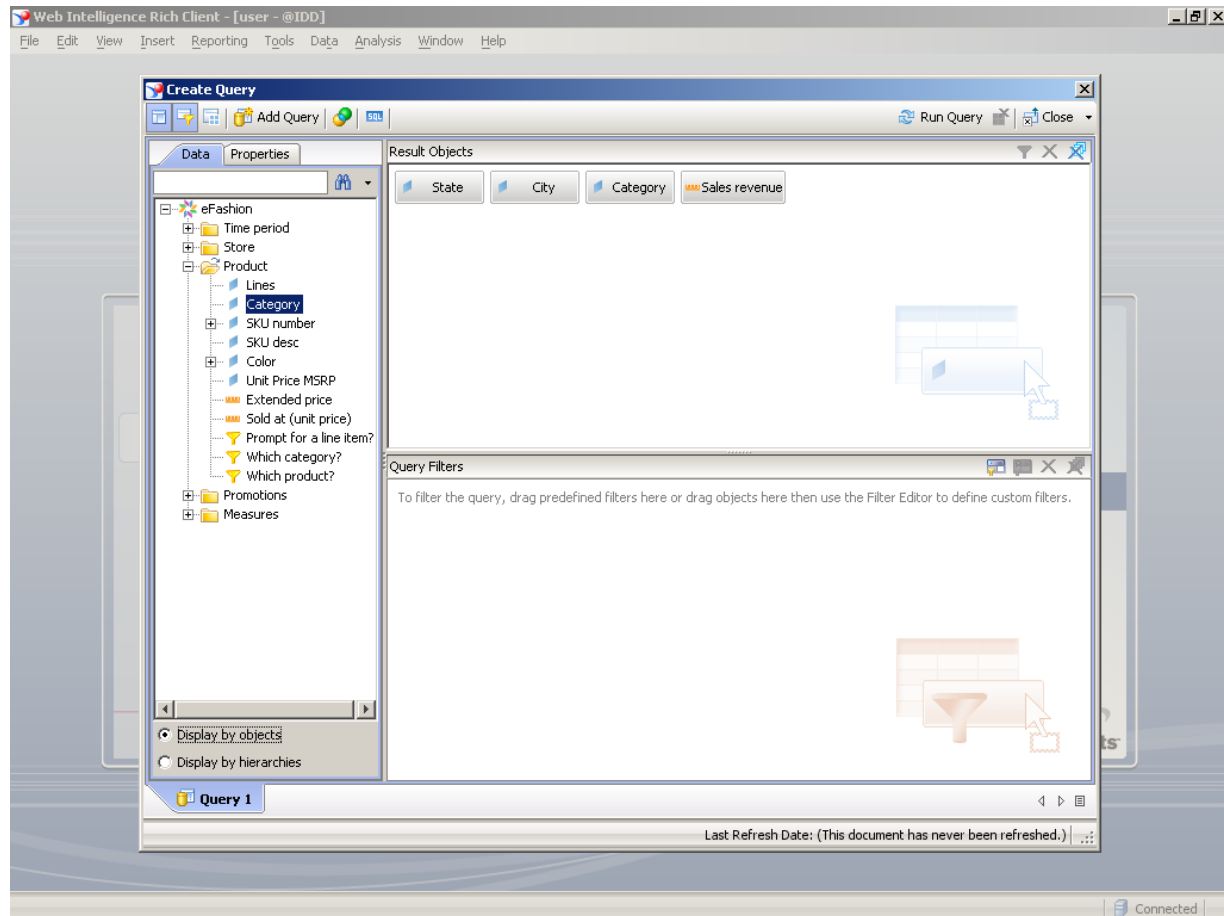 Web Intelligence Rich Client - [user - @IDD]
File Edit View Insert Reporting Tools Data Analysis Window Help
Create Query
Add Query SQL Run Query Close
Data Properties
Result Objects
State City Category Sales revenue
eFashion
Time period
Store
Product
Lines
Category
SKU number
SKU desc
Color
Unit Price MSRP
Extended price
Sold at (unit price)
Prompt for a line item?
Which category?
Which product?
Promotions
Measures
Query Filters
To filter the query, drag predefined filters here or drag objects here then use the Filter Editor to define custom filters.
Display by objects
Display by hierarchies
ts
Query 1
Last Refresh Date: (This document has never been refreshed.)
Connected